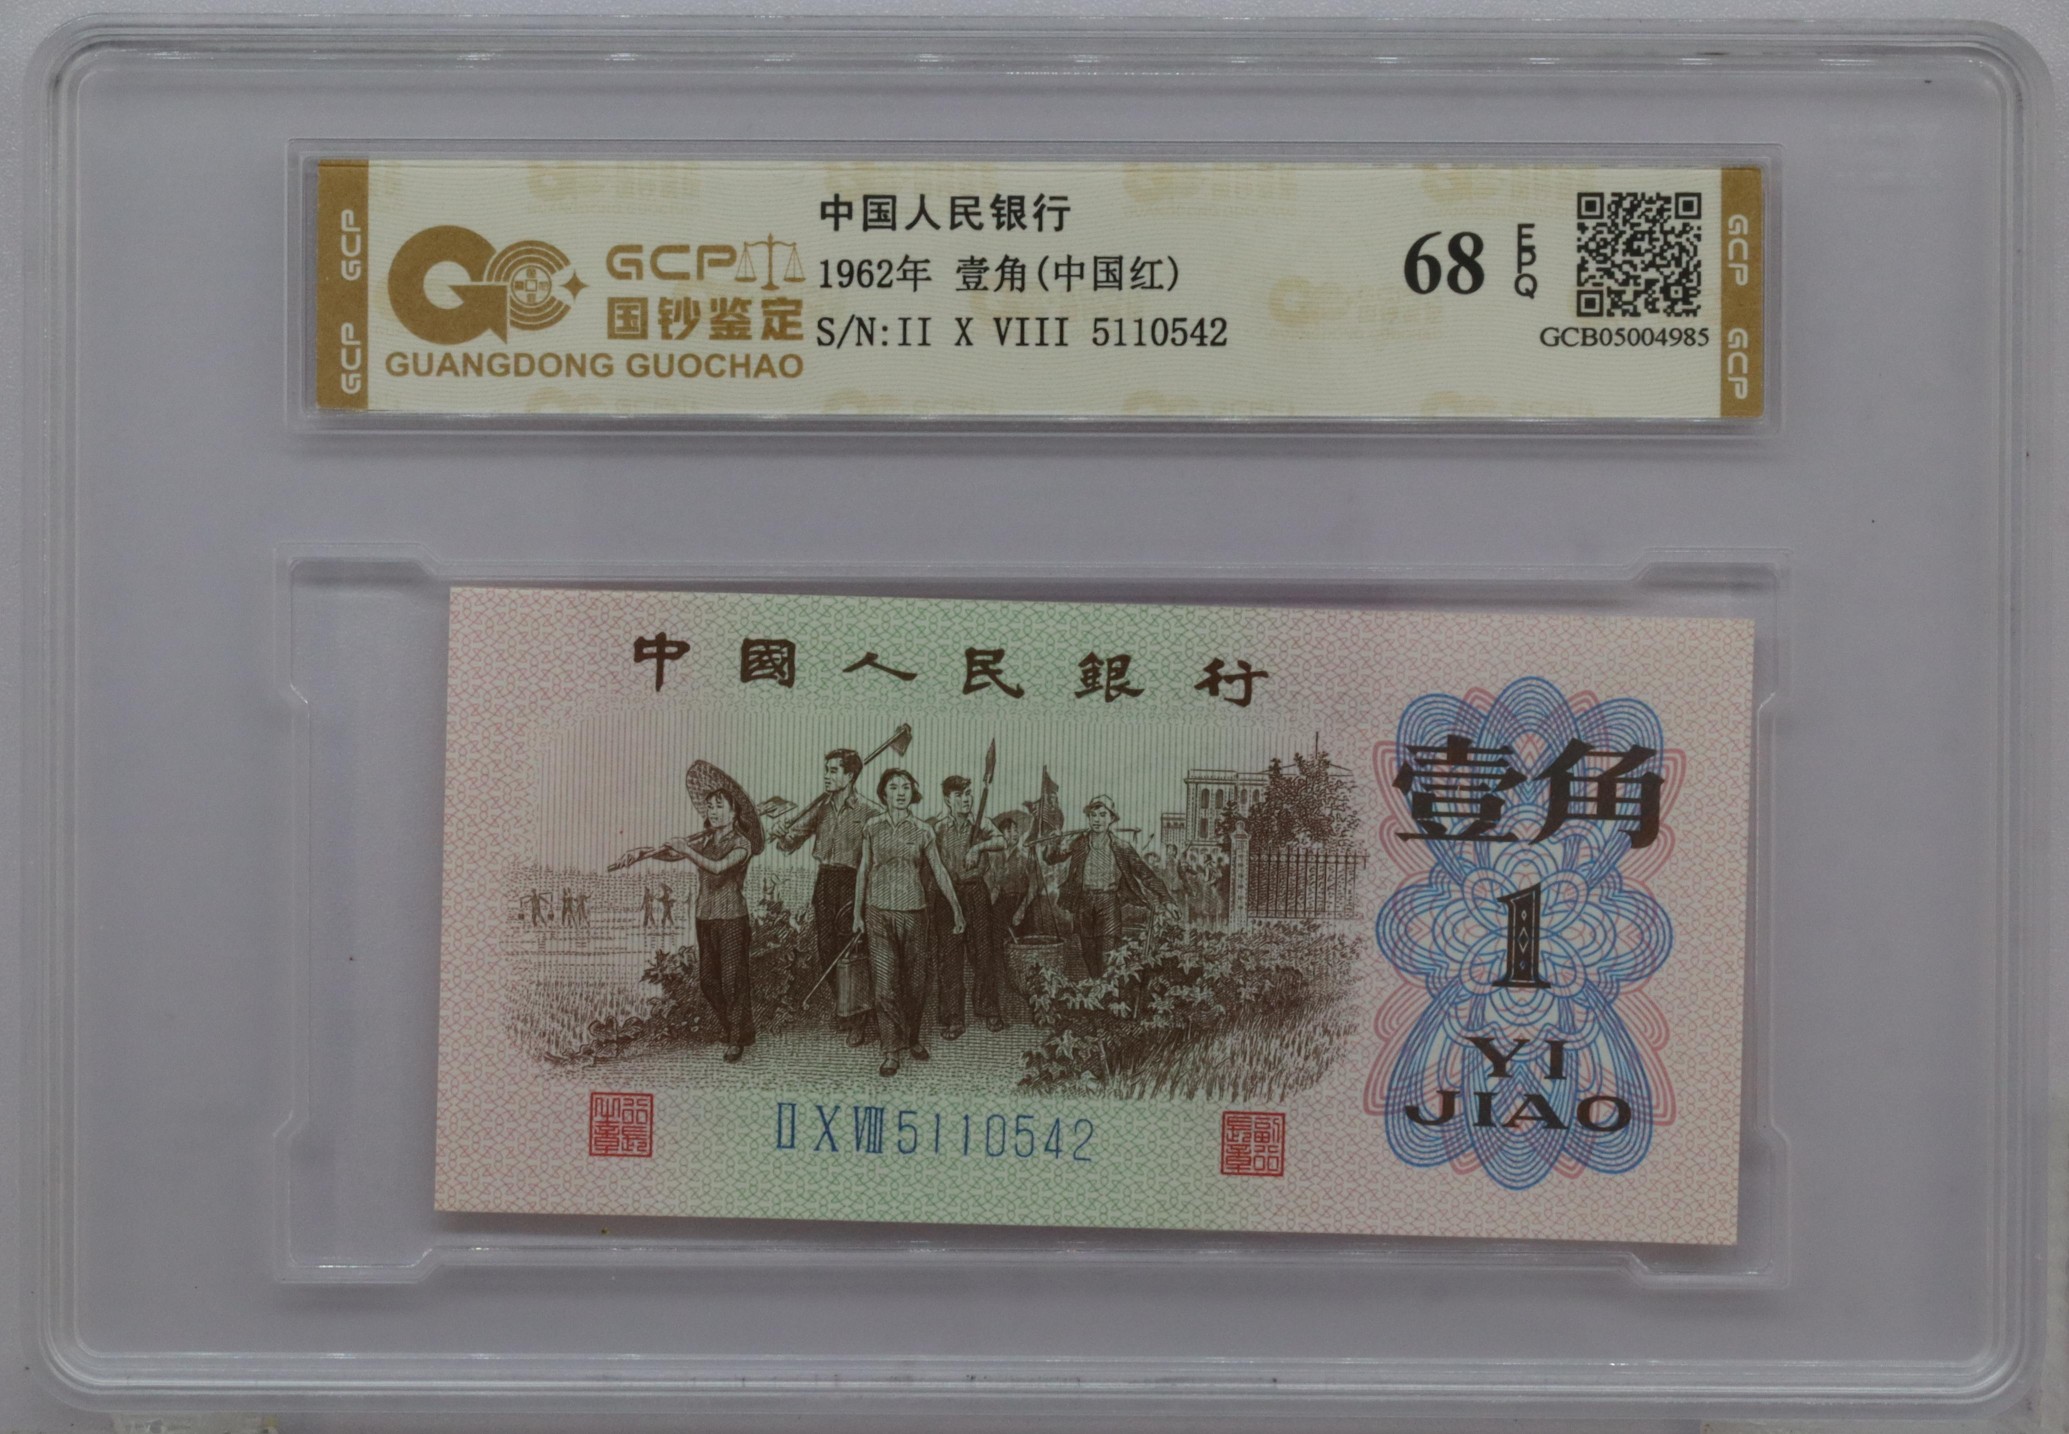 中国人民银行
GCP
1962年 壹角(中国红)
国钞鉴定
S/N:II X VIII 5110542
GUANGDONG GUOCHAO
68
EPQ
GCB05004985
GCP
GCP
GCP
GCP
中國人民銀行
壹角
1
YI
JIAO
II X VIII 5110542